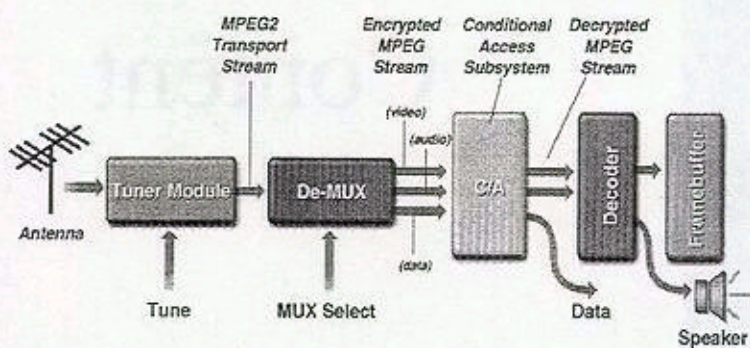 MPEG2
Transport
Stream
Encrypted
MPEG
Stream
Conditional
Access
Subsystem
Decrypted
MPEG
Stream
(video)
(audio)
Antenna
Tuner Module
De-MUX
C/A
Decoder
Framebuffer
(data)
Tune
MUX Select
Data
Speaker